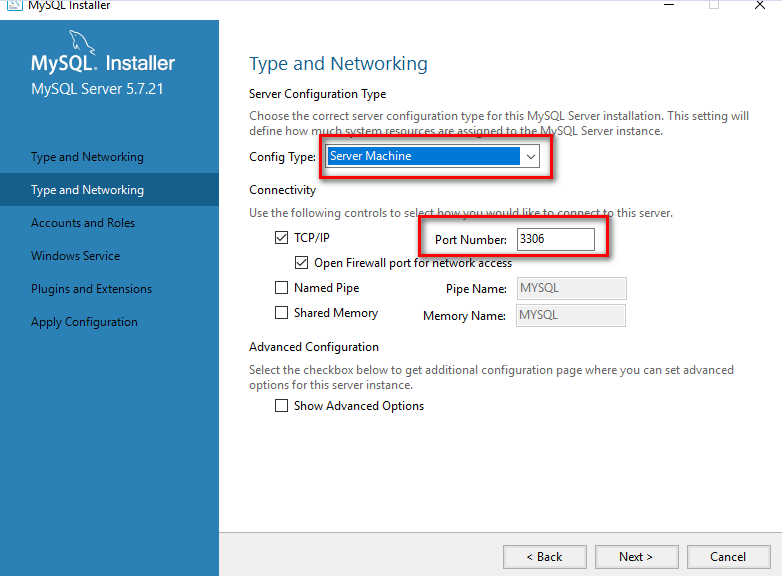 MySQL Installer
MySQL. Installer
MySQL Server 5.7.21
Type and Networking
Type and Networking
Accounts and Roles
Windows Service
Plugins and Extensions
Apply Configuration
Type and Networking
Server Configuration Type
Choose the correct server configuration type for this MySQL Server installation. This setting will
define how much system resources are assigned to the MySQL Server instance.
Config Type: Server Machine
Connectivity
Use the following controls to select how you would like to connect to this server.
TCP/IP Port Number: 3306
Open Firewall port for network access
Named Pipe Pipe Name: MYSQL
Shared Memory Memory Name: MYSQL
Advanced Configuration
Select the checkbox below to get additional configuration page where you can set advanced
options for this server instance.
Show Advanced Options
< Back Next > Cancel